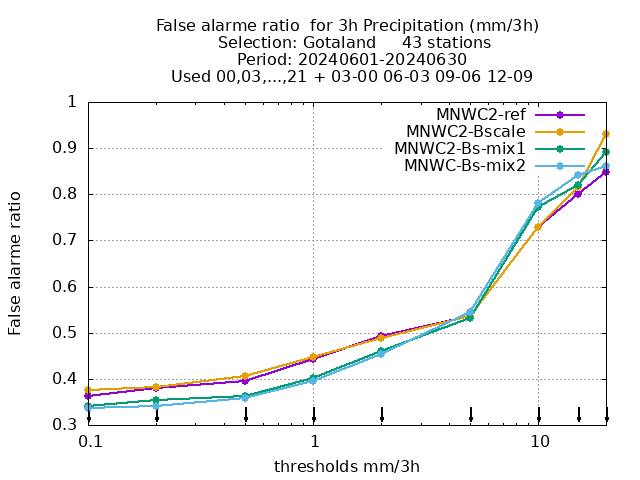 False alarme ratio  for 3h Precipitation (mm/3h)
Selection: Gotaland     43 stations
Period: 20240601-20240630
Used 00,03,...,21 + 03-00 06-03 09-06 12-09
MNWC2-ref
MNWC2-Bscale
MNWC2-Bs-mix1
MNWC-Bs-mix2
False alarme ratio
1
0.9
0.8
0.7
0.6
0.5
0.4
0.3
0.1 1 10
thresholds mm/3h